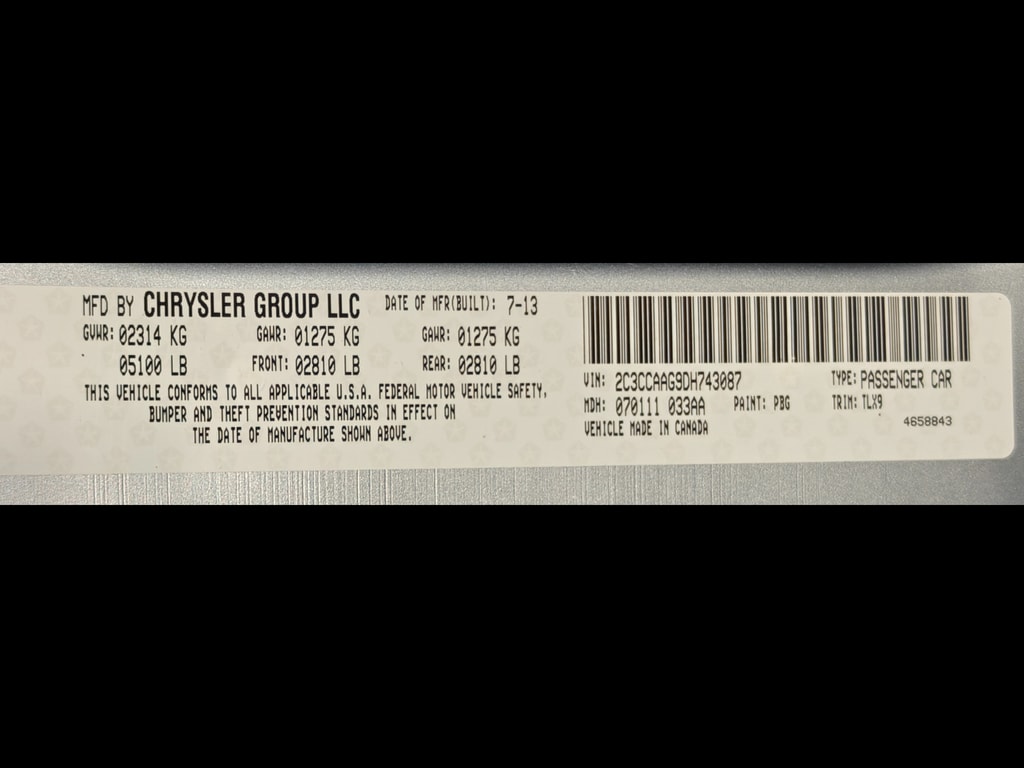 MFD BY CHRYSLER GROUP LLC DATE OF MFR(BUILT): 7-13
GVWR: 02314 KG GAWR: 01275 KG GAWR: 01275 KG
05100 LB FRONT: 02810 LB REAR: 02810 LB
THIS VEHICLE CONFORMS TO ALL APPLICABLE U.S.A. FEDERAL MOTOR VEHICLE SAFETY,
BUMPER AND THEFT PREVENTION STANDARDS IN EFFECT ON
THE DATE OF MANUFACTURE SHOWN ABOVE.
VIN: 2C3CCAAG9DH743087 TYPE: PASSENGER CAR
MDH: 070111 033AA PAINT: PBG TRIM: TLX9
VEHICLE MADE IN CANADA 4658843